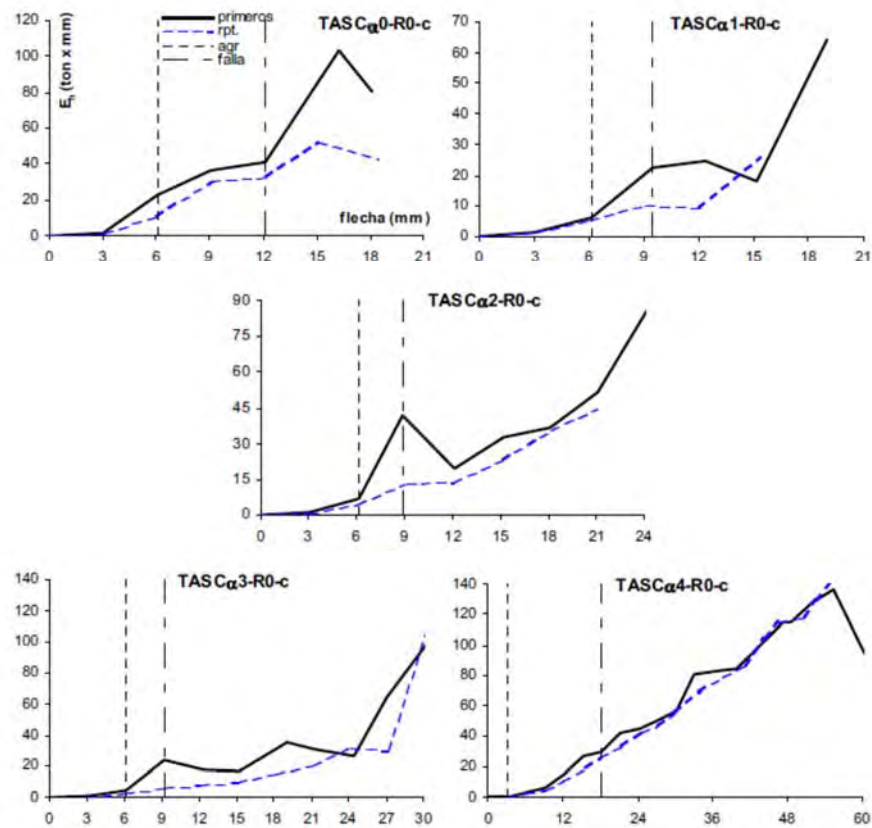 primeros
rpt.
agr
falla
TASCα0-R0-c
E_h (ton x mm)
120
100
80
60
40
20
0
flecha (mm)
0 3 6 9 12 15 18 21
TASCα1-R0-c
70
60
50
40
30
20
10
0
0 3 6 9 12 15 18 21
TASCα2-R0-c
90
75
60
45
30
15
0
0 3 6 9 12 15 18 21 24
TASCα3-R0-c
140
120
100
80
60
40
20
0
0 3 6 9 12 15 18 21 24 27 30
TASCα4-R0-c
140
120
100
80
60
40
20
0
0 12 24 36 48 60